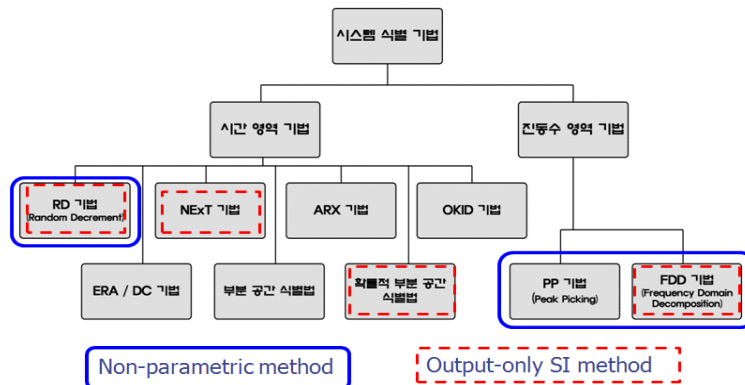 시스템 식별 기법
시간 영역 기법
진동수 영역 기법
RD 기법
(Random Decrement)
NExT 기법
ARX 기법
OKID 기법
ERA / DC 기법
부분 공간 식별법
확률적 부분 공간
식별법
PP 기법
(Peak Picking)
FDD 기법
(Frequency Domain
Decomposition)
Non-parametric method
Output-only SI method